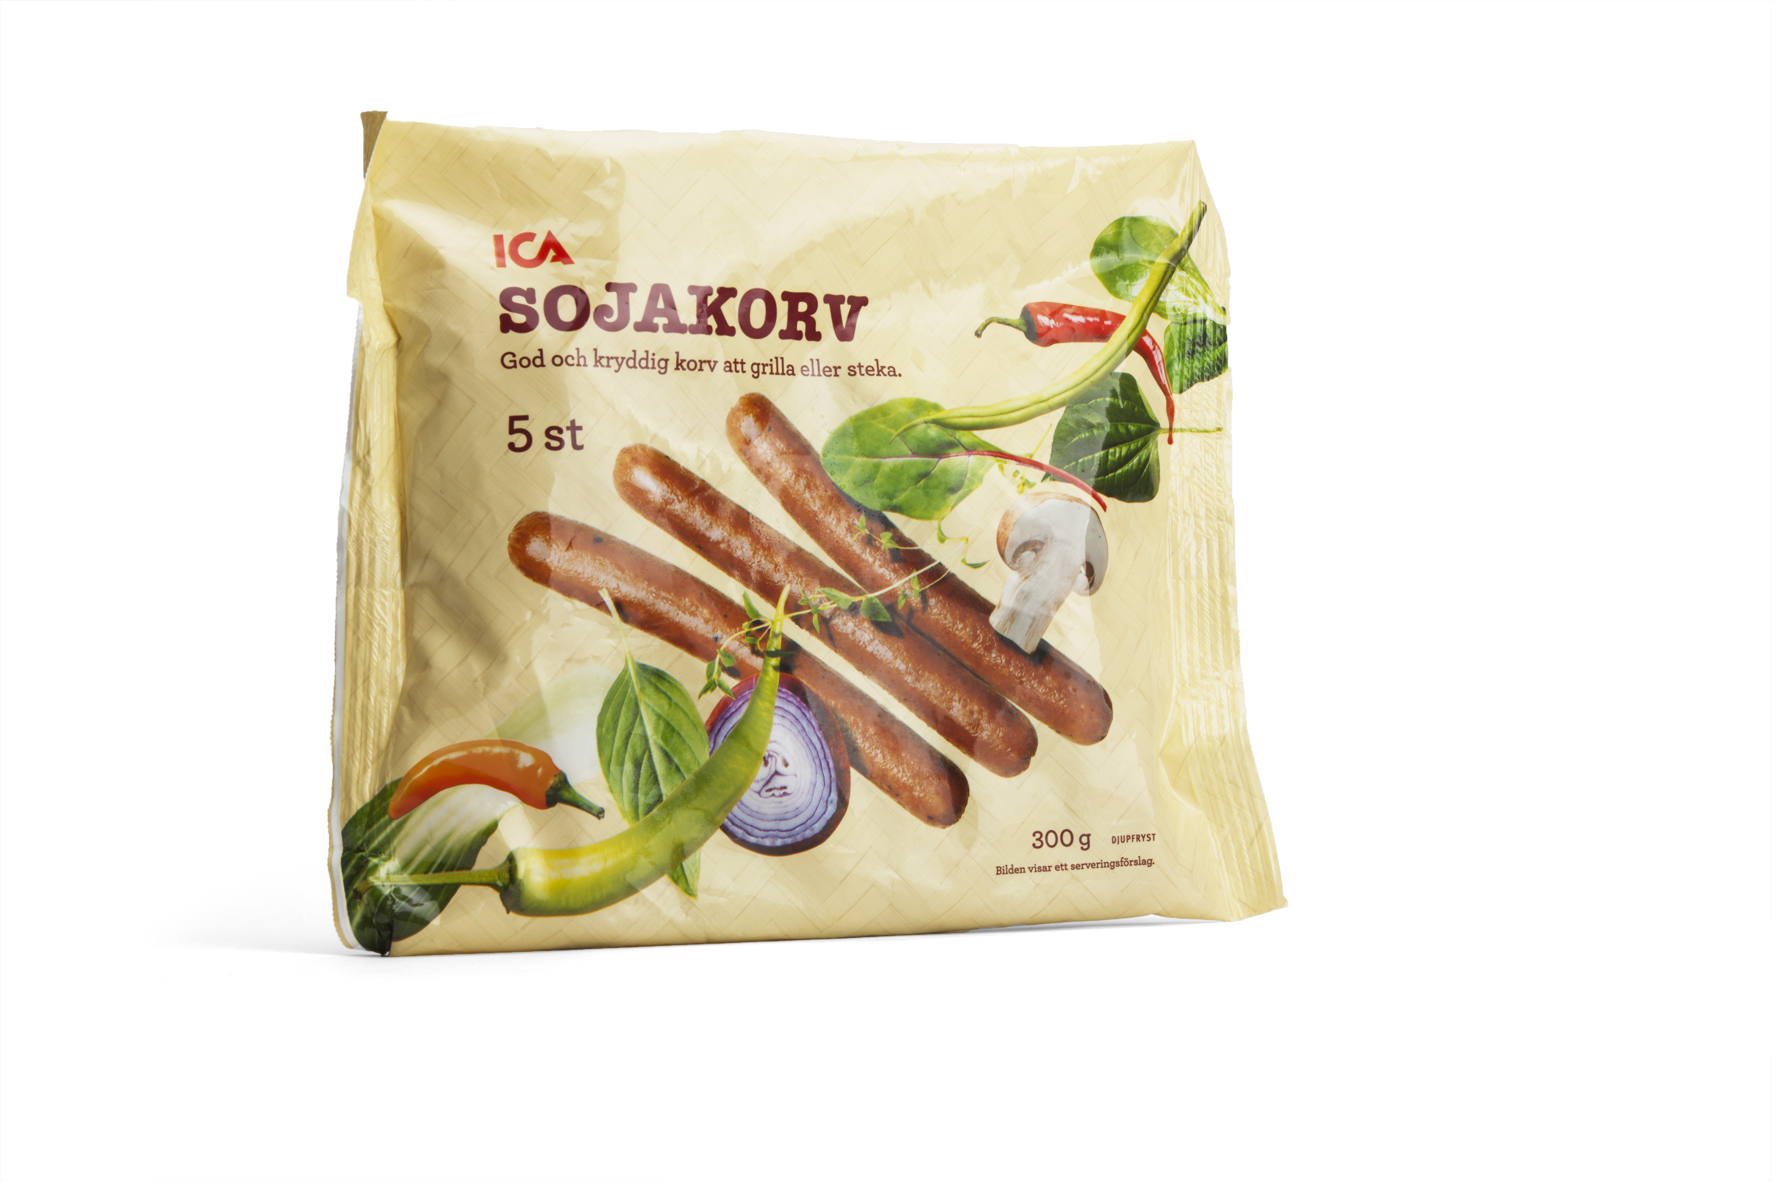 ICA
SOJAKORV
God och kryddig korv att grilla eller steka.
5 st
300 g DJUPFRYST
Bilden visar ett serveringsförslag.